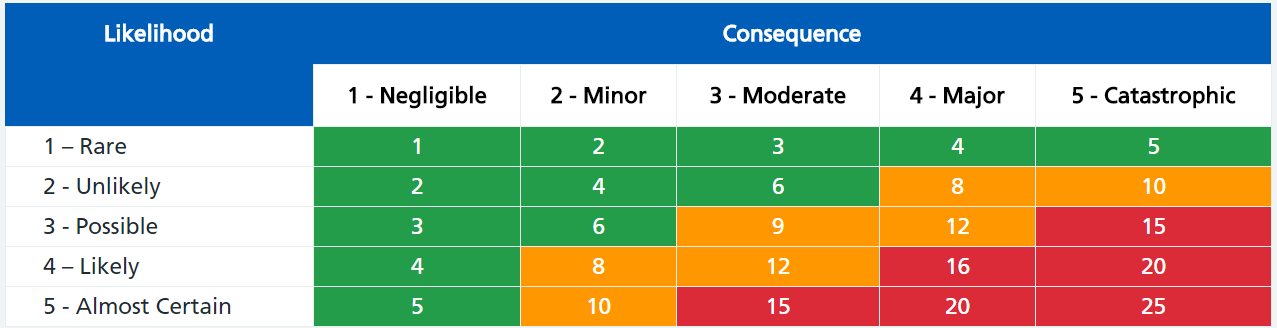 Likelihood Consequence
1 - Negligible 2 - Minor 3 - Moderate 4 - Major 5 - Catastrophic
1 – Rare 1 2 3 4 5
2 - Unlikely 2 4 6 8 10
3 - Possible 3 6 9 12 15
4 – Likely 4 8 12 16 20
5 - Almost Certain 5 10 15 20 25